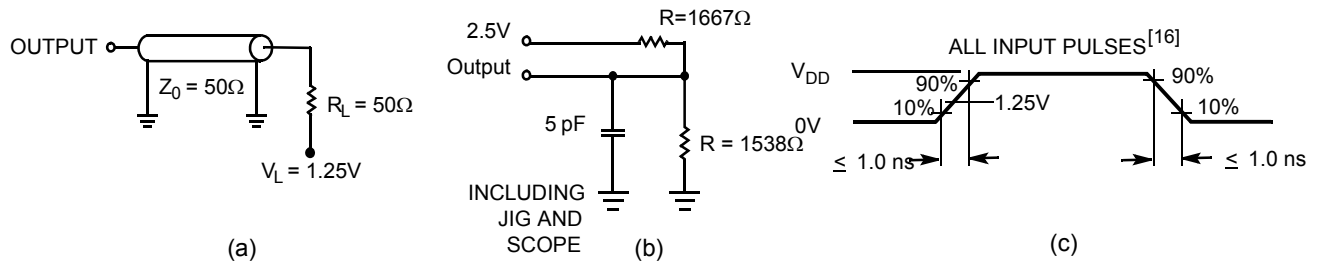 OUTPUT
Z0 = 50Ω
RL = 50Ω
VL = 1.25V
(a)
R=1667Ω
2.5V
Output
5 pF
R = 1538Ω
INCLUDING
JIG AND
SCOPE
(b)
ALL INPUT PULSES[16]
VDD
90%
10%
1.25V
90%
10%
0V
≤ 1.0 ns
≤ 1.0 ns
(c)